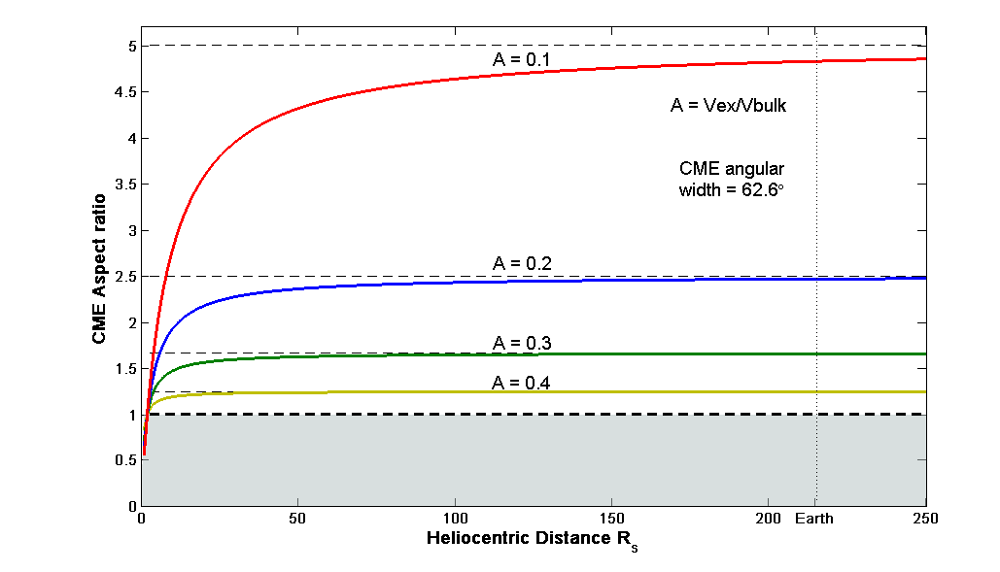 5
4.5
4
3.5
3
2.5
2
1.5
1
0.5
0
CME Aspect ratio
A = 0.1
A = Vex/Vbulk
CME angular
width = 62.6°
A = 0.2
A = 0.3
A = 0.4
0 50 100 150 200 Earth 250
Heliocentric Distance Rs